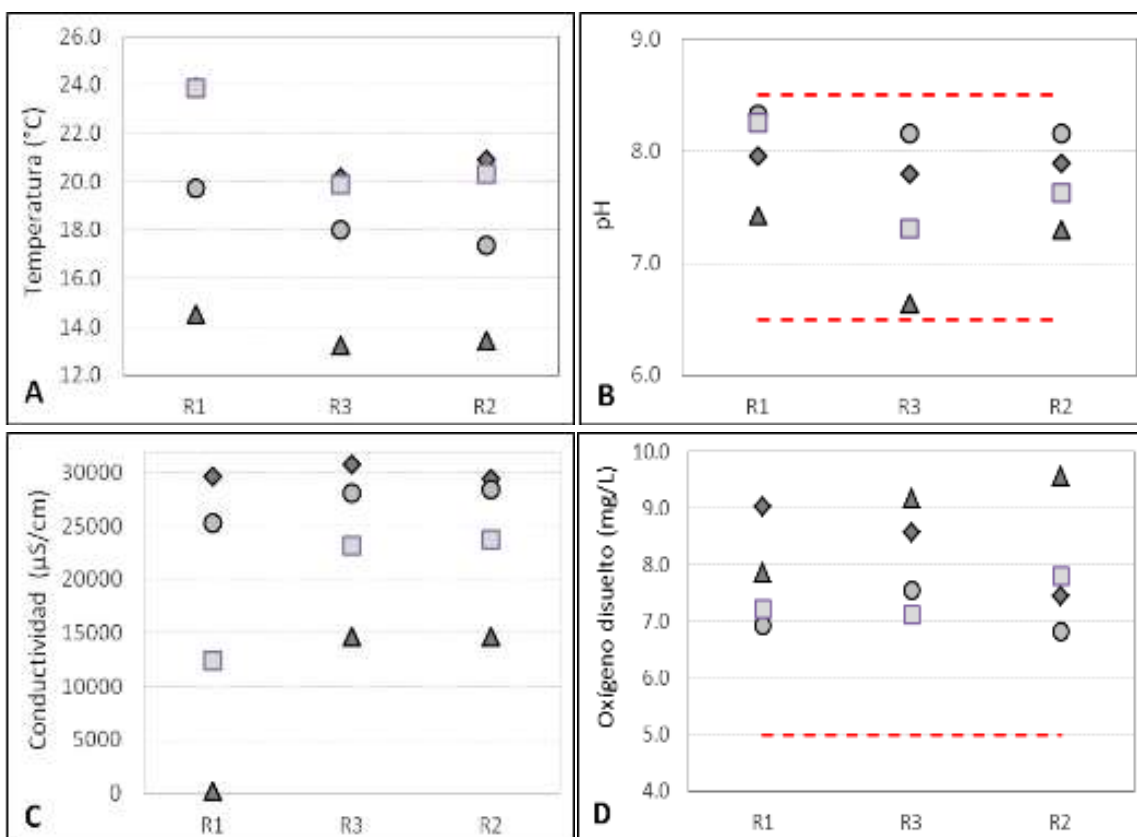 Temperatura (°C)
26.0
24.0
22.0
20.0
18.0
16.0
14.0
12.0
R1 R3 R2
A
pH
9.0
8.0
7.0
6.0
R1 R3 R2
B
Conductividad (µS/cm)
30000
25000
20000
15000
10000
5000
0
R1 R3 R2
C
Oxígeno disuelto (mg/L)
10.0
9.0
8.0
7.0
6.0
5.0
4.0
R1 R3 R2
D